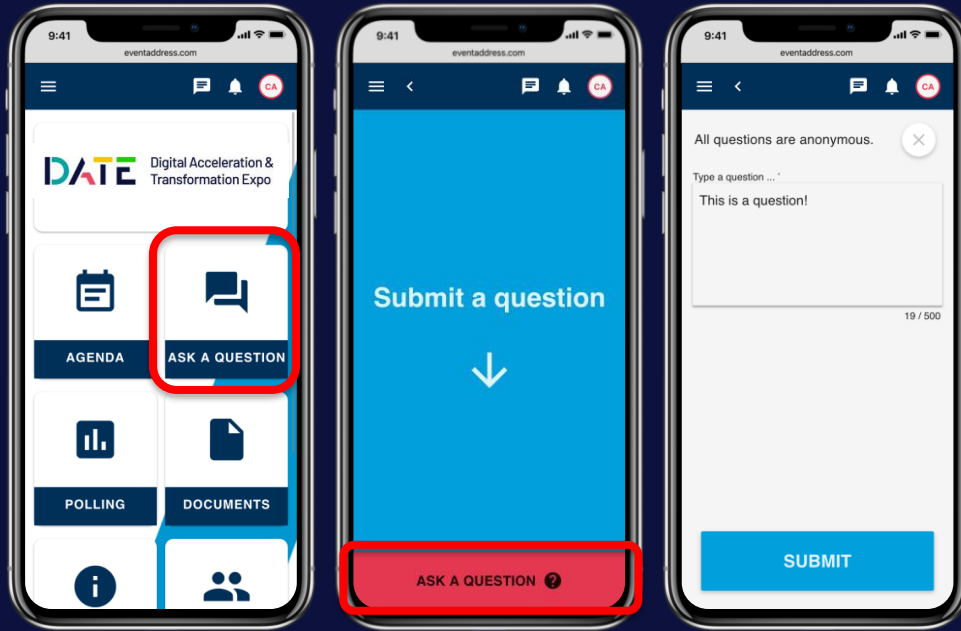 9:41
eventaddress.com
CA
DATE
Digital Acceleration &
Transformation Expo
AGENDA
ASK A QUESTION
POLLING
DOCUMENTS
9:41
eventaddress.com
CA
Submit a question
ASK A QUESTION ?
9:41
eventaddress.com
CA
All questions are anonymous.
Type a question ... *
This is a question!
19 / 500
SUBMIT